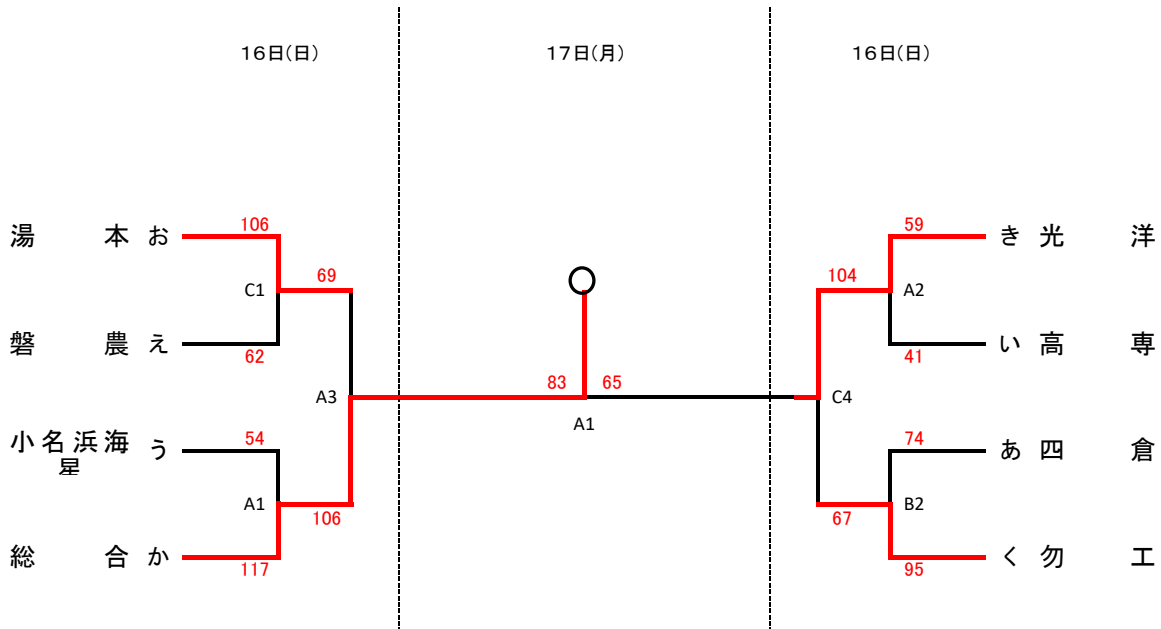 16日(日) 17日(月) 16日(日)
湯 本 お 106 59 き 光 洋
C1 69 104 A2
磐 農 え 62 41 い 高 専
A3 83 65 C4
A1
小名浜海星 う 54 74 あ 四 倉
A1 106 67 B2
総 合 か 117 95 く 勿 工